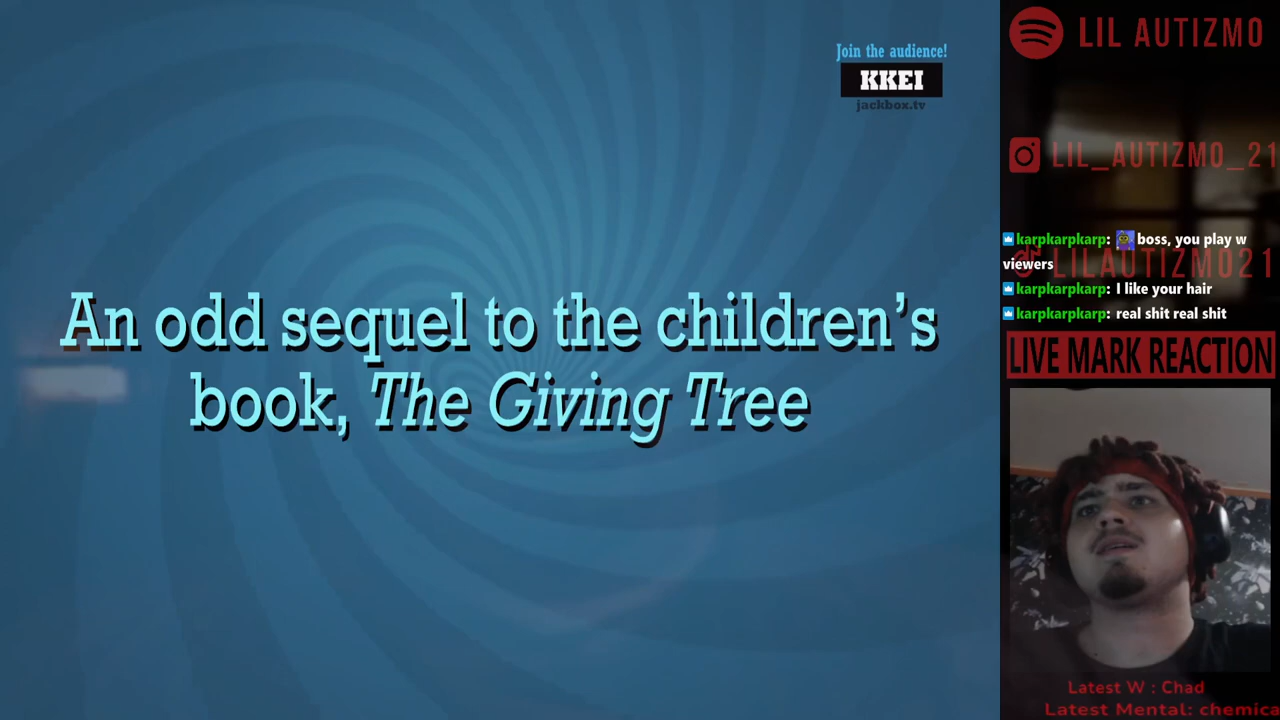 Join the audience!
KKEI
jackbox.tv
An odd sequel to the children's
book, The Giving Tree
LIL AUTIZMO
LIL_AUTIZMO_21
karpkarpkarp: boss, you play w
viewers
LILAUTIZMO21
karpkarpkarp: I like your hair
karpkarpkarp: real shit real shit
LIVE MARK REACTION
Latest W : Chad
Latest Mental: chemica